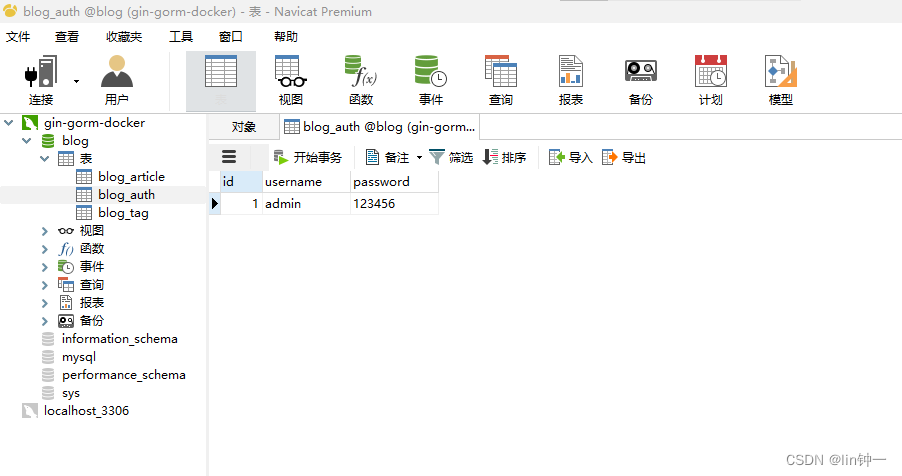 blog_auth @blog (gin-gorm-docker) - 表 - Navicat Premium
文件 查看 收藏夹 工具 窗口 帮助
连接 用户 视图 函数 事件 查询 报表 备份 计划 模型
gin-gorm-docker
blog
表
blog_article
blog_auth
blog_tag
视图
函数
事件
查询
报表
备份
information_schema
mysql
performance_schema
sys
localhost_3306
对象 blog_auth @blog (gin-gorm...
开始事务 备注 筛选 排序 导入 导出
id username password
1 admin 123456
CSDN @lin钟一